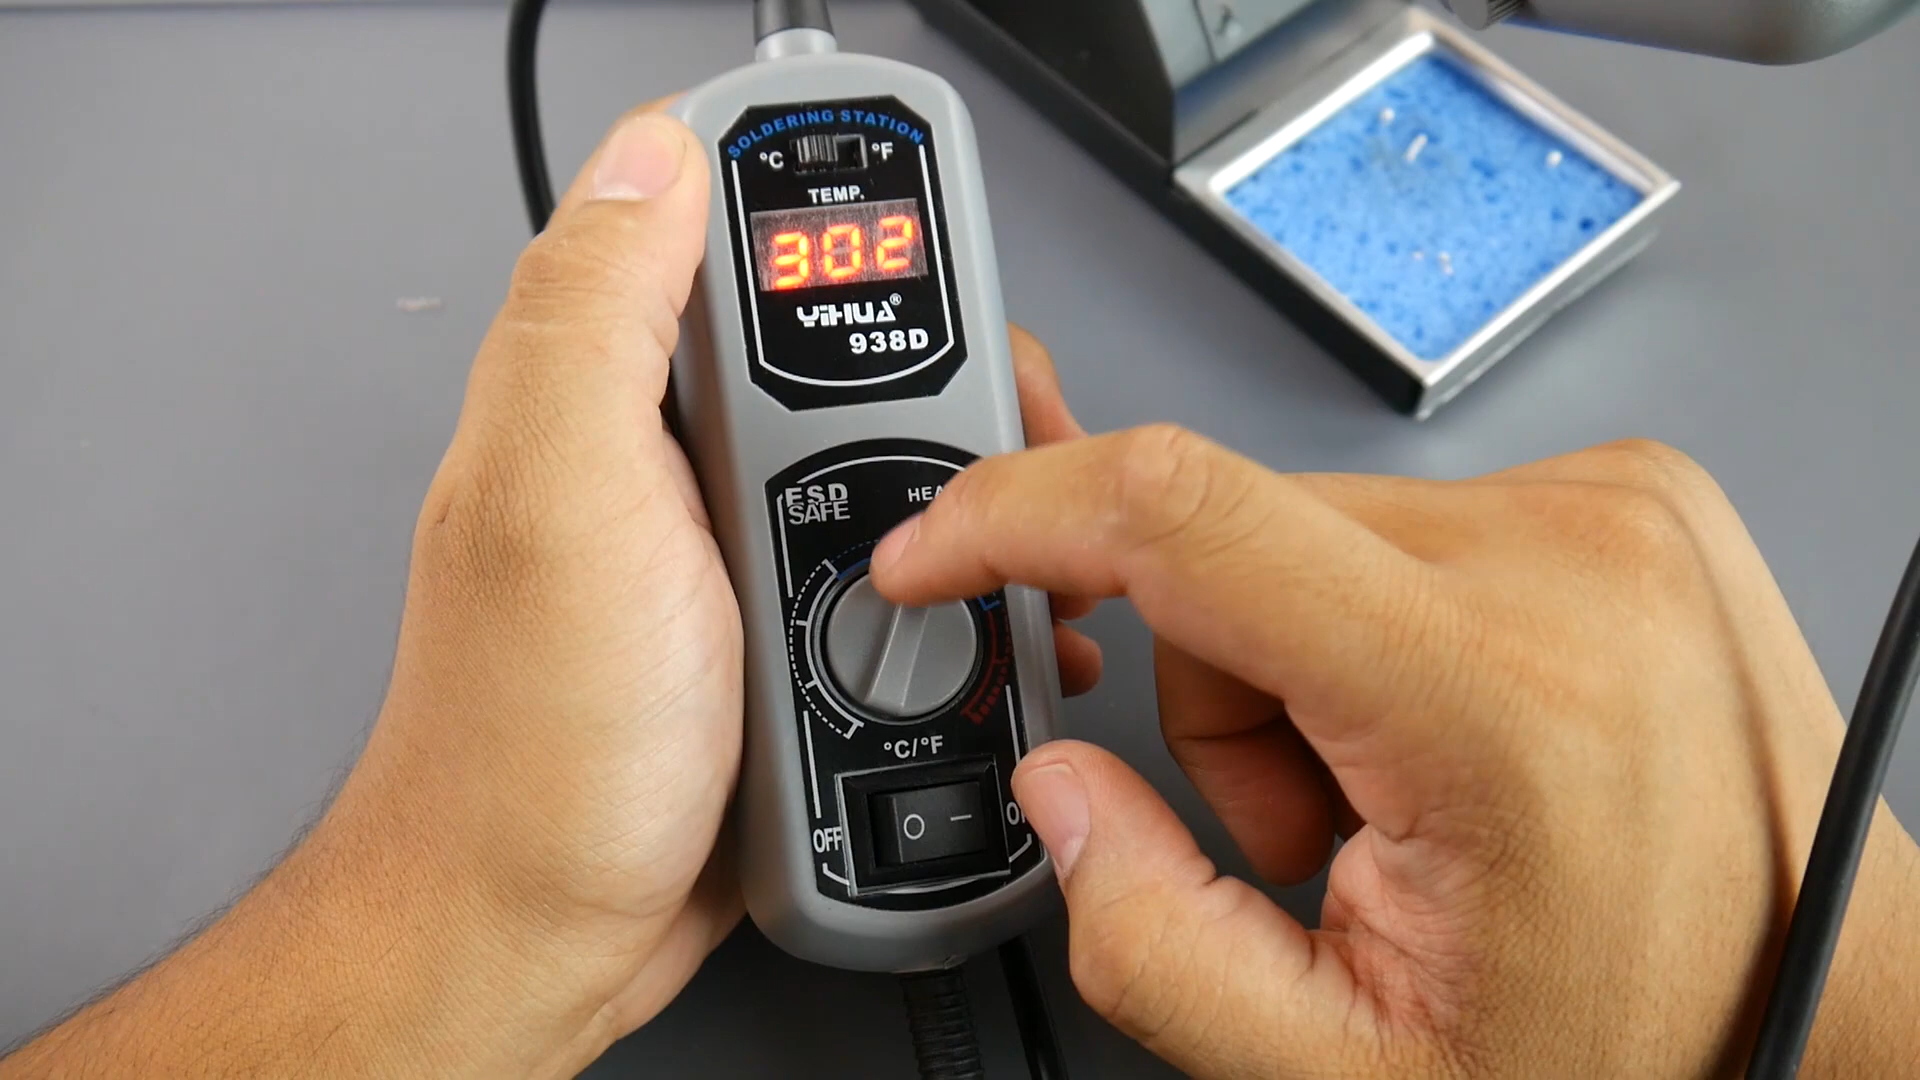 SOLDERING STATION
°C °F
TEMP.
302
YiHUA®
938D
ESD
SAFE
°C/°F
O —
OFF